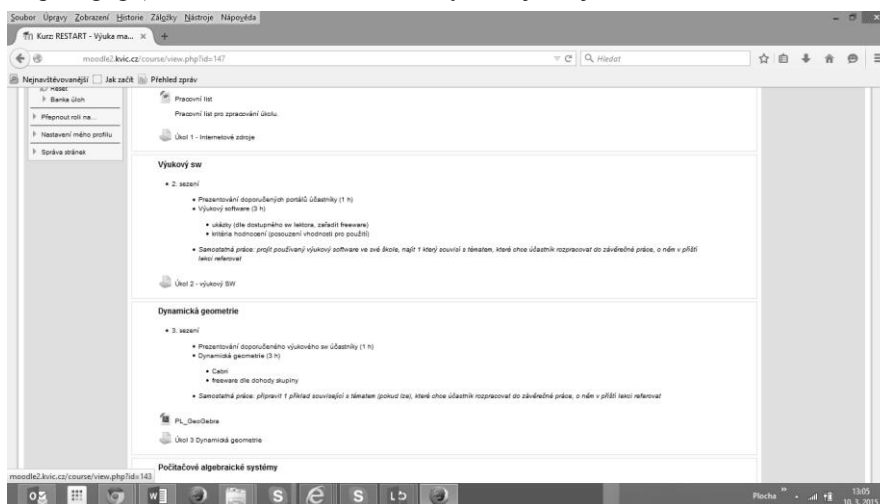 Soubor Úpravy Zobrazení Historie Záložky Nástroje Nápověda
Kurz: RESTART - Výuka ma...
moodle2.kvic.cz/course/view.php?id=147
Hledat
Nejnavštěvovanější Jak začít Přehled zpráv
Reset
Banka úloh
Přepnout roli na...
Nastavení mého profilu
Správa stránek
Pracovní list
Pracovní list pro zpracování úkolu.
Úkol 1 - Internetové zdroje
Výukový sw
2. sezení
Prezentování doporučených portálů účastníky (1 h)
Výukový software (3 h)
ukázky (dle dostupného sw lektora, zařadit freeware)
kritéria hodnocení (posouzení vhodnosti pro použití)
Samostatná práce: projít používaný výukový software ve své škole, najít 1 který souvisí s tématem, které chce účastník rozpracovat do závěrečné práce, o něm v příští
lekci referovat
Úkol 2 - výukový SW
Dynamická geometrie
3. sezení
Prezentování doporučeného výukového sw účastníky (1 h)
Dynamická geometrie (3 h)
Cabri
freeware dle dohody skupiny
Samostatná práce: připravit 1 příklad související s tématem (pokud lze), které chce účastník rozpracovat do závěrečné práce, o něm v příští lekci referovat
PL_GeoGebra
Úkol 3 Dynamická geometrie
Počítačové algebraické systémy
moodle2.kvic.cz/course/view.php?id=143
Plocha
13:05
10. 3. 2015